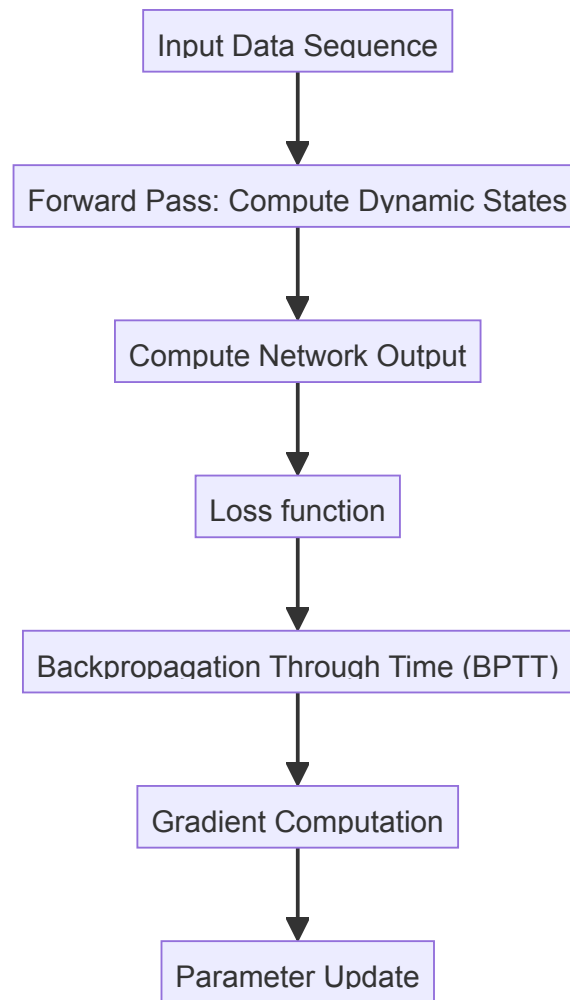 Input Data Sequence
Forward Pass: Compute Dynamic States
Compute Network Output
Loss function
Backpropagation Through Time (BPTT)
Gradient Computation
Parameter Update